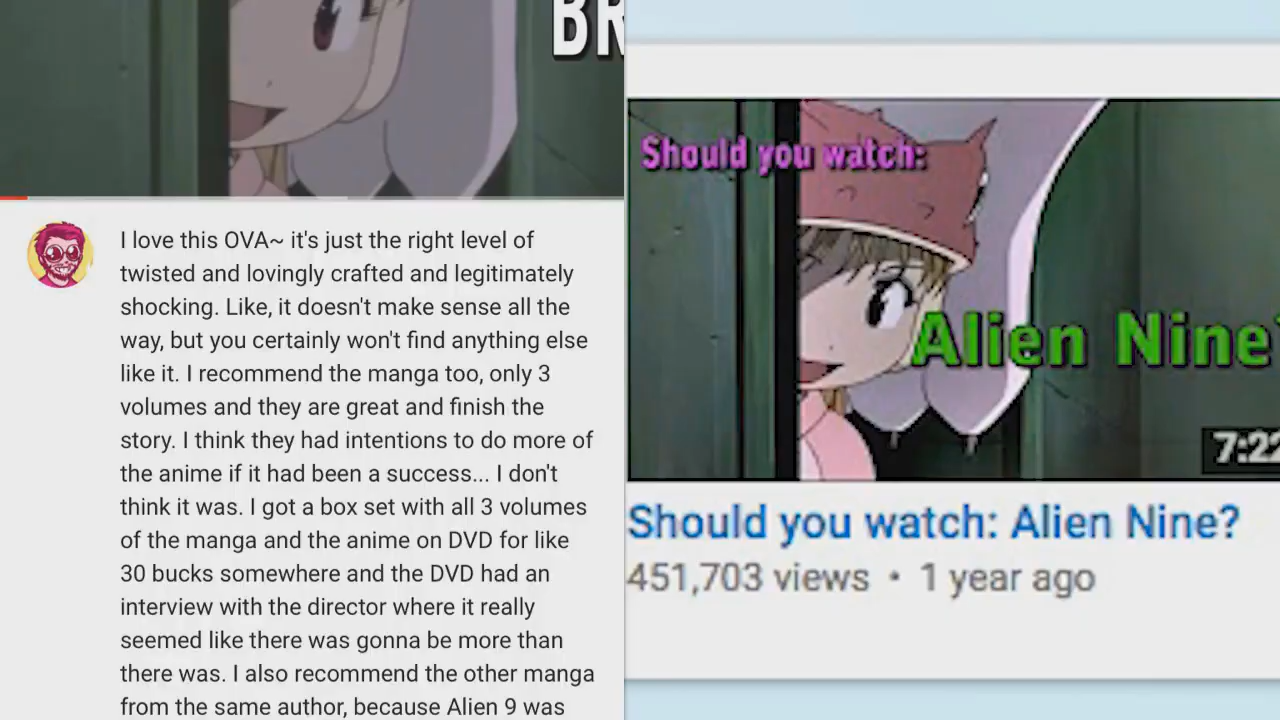 BR
I love this OVA~ it's just the right level of
twisted and lovingly crafted and legitimately
shocking. Like, it doesn't make sense all the
way, but you certainly won't find anything else
like it. I recommend the manga too, only 3
volumes and they are great and finish the
story. I think they had intentions to do more of
the anime if it had been a success... I don't
think it was. I got a box set with all 3 volumes
of the manga and the anime on DVD for like
30 bucks somewhere and the DVD had an
interview with the director where it really
seemed like there was gonna be more than
there was. I also recommend the other manga
from the same author, because Alien 9 was
Should you watch:
Alien Nine?
7:22
Should you watch: Alien Nine?
451,703 views • 1 year ago